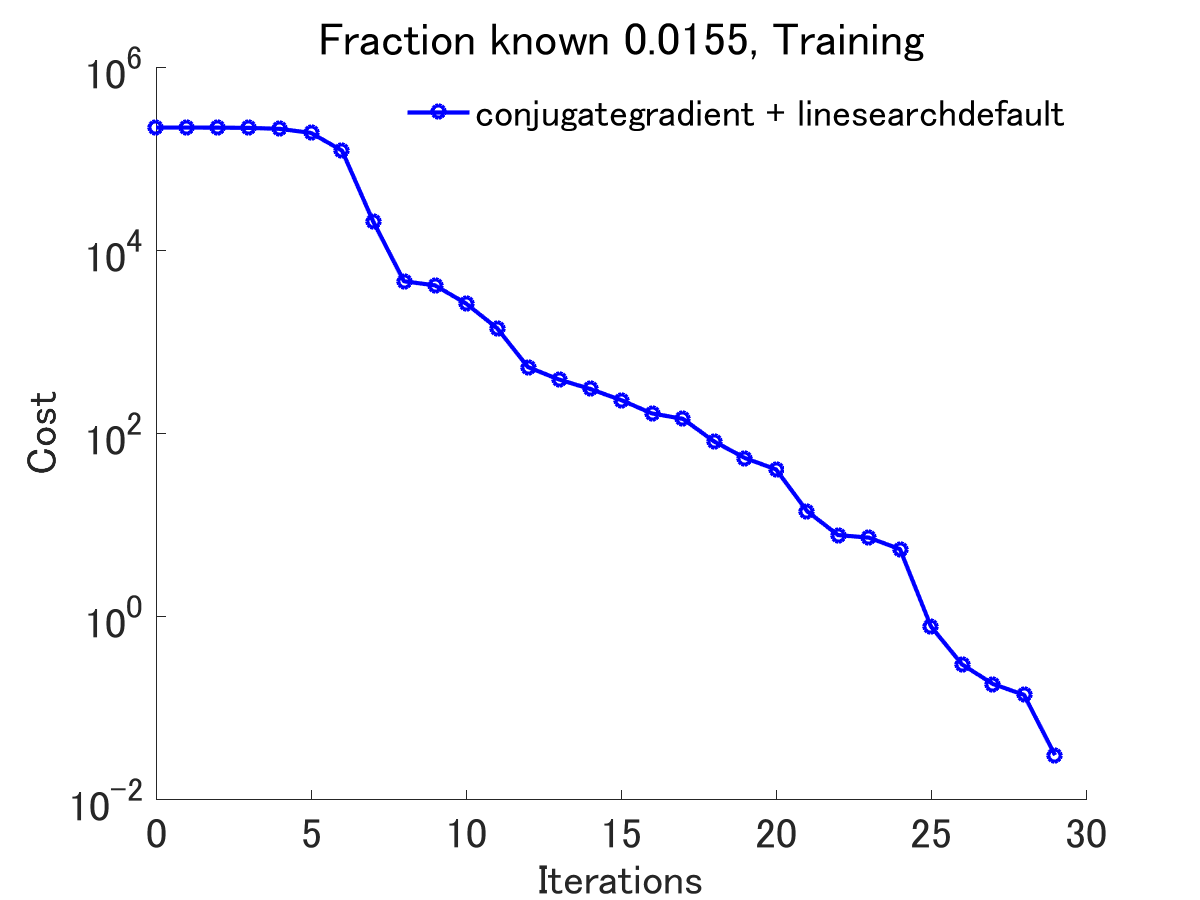 Fraction known 0.0155, Training
conjugategradient + linesearchdefault
10^6
10^4
10^2
10^0
10^-2
Cost
0 5 10 15 20 25 30
Iterations